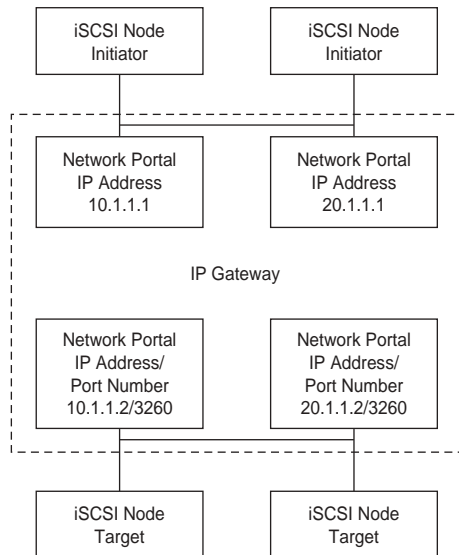 iSCSI Node
Initiator
iSCSI Node
Initiator
Network Portal
IP Address
10.1.1.1
Network Portal
IP Address
20.1.1.1
IP Gateway
Network Portal
IP Address/
Port Number
10.1.1.2/3260
Network Portal
IP Address/
Port Number
20.1.1.2/3260
iSCSI Node
Target
iSCSI Node
Target